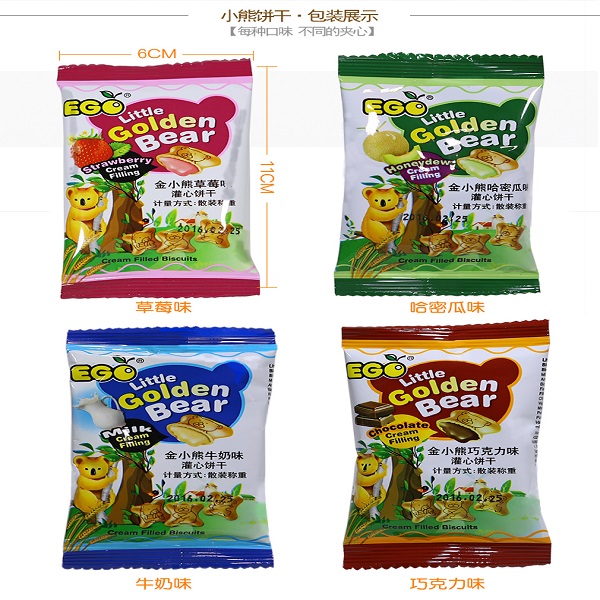 小熊饼干·包装展示
【每种口味 不同的夹心】
6CM
11CM
EGO®
Little
Golden
Bear
Strawberry
Cream
Filling
金小熊草莓味
灌心饼干
计量方式:散装称重
2016.02.25
Cream Filled Biscuits
草莓味
EGO®
Little
Golden
Bear
Honeydew
Cream
Filling
金小熊哈密瓜味
灌心饼干
计量方式:散装称重
2016.02.25
Cream Filled Biscuits
哈密瓜味
EGO®
Little
Golden
Bear
Milk
Cream
Filling
金小熊牛奶味
灌心饼干
计量方式:散装称重
2016.02.25
Cream Filled Biscuits
牛奶味
EGO®
Little
Golden
Bear
Chocolate
Cream
Filling
金小熊巧克力味
灌心饼干
计量方式:散装称重
2016.02.25
Cream Filled Biscuits
巧克力味